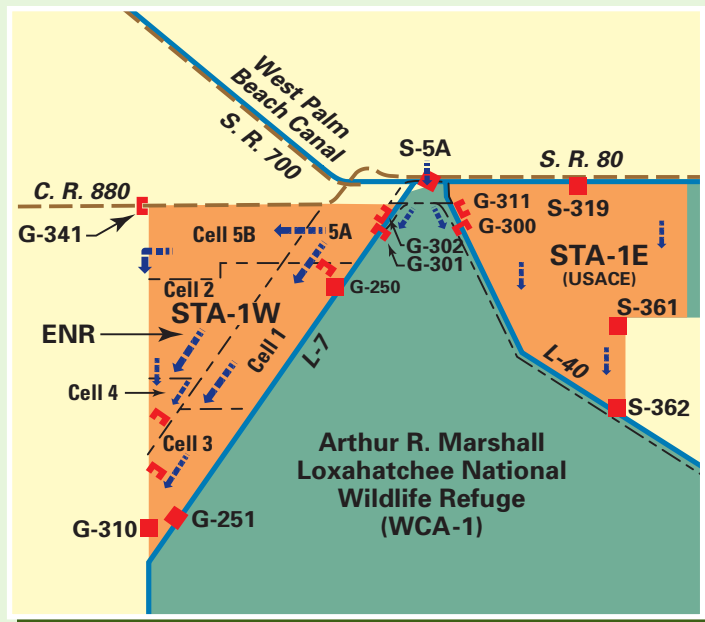 West Palm
Beach Canal
S. R. 700
S-5A
S. R. 80
C. R. 880
G-341
Cell 5B
5A
G-311
G-300
S-319
G-302
G-301
STA-1E
(USACE)
Cell 2
G-250
STA-1W
S-361
ENR
Cell 1
L-7
L-40
Cell 4
S-362
Cell 3
Arthur R. Marshall
Loxahatchee National
Wildlife Refuge
(WCA-1)
G-310
G-251